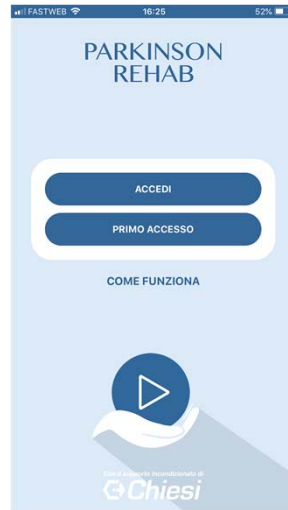 FASTWEB 16:25 52%
PARKINSON
REHAB
ACCEDI
PRIMO ACCESSO
COME FUNZIONA
Con il supporto incondizionato di
Chiesi